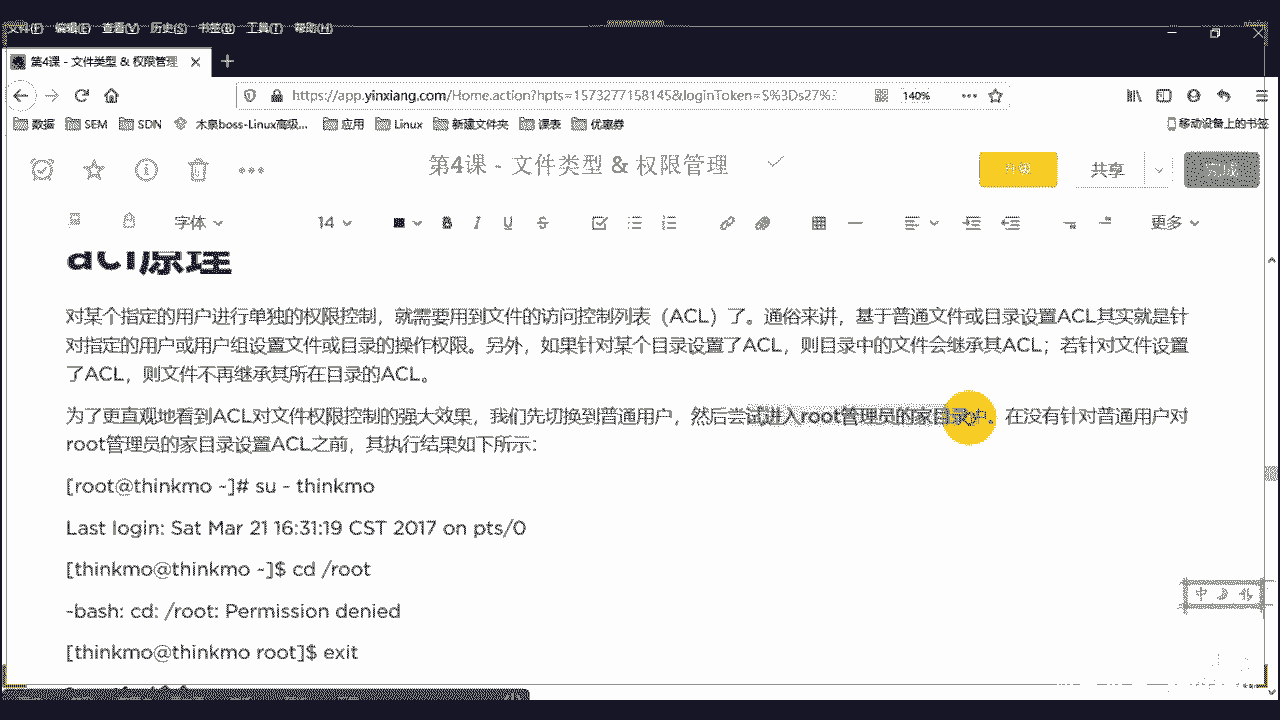 文件(F) 编辑(E) 查看(V) 历史(S) 书签(B) 工具(T) 帮助(H)
第4课 - 文件类型 & 权限管理
https://app.yinxiang.com/Home.action?hpts=1573277158145&loginToken=S%3Ds27%
140%
数据 SEM SDN 木泉boss-Linux高级... 应用 Linux 新建文件夹 课表 优惠券
移动设备上的书签
第4课 - 文件类型 & 权限管理
升级 共享 完成
字体 14 B I U S 更多
acl原理
对某个指定的用户进行单独的权限控制，就需要用到文件的访问控制列表（ACL）了。通俗来讲，基于普通文件或目录设置ACL其实就是针
对指定的用户或用户组设置文件或目录的操作权限。另外，如果针对某个目录设置了ACL，则目录中的文件会继承其ACL；若针对文件设置
了ACL，则文件不再继承其所在目录的ACL。
为了更直观地看到ACL对文件权限控制的强大效果，我们先切换到普通用户，然后尝试进入root管理员的家目录中。在没有针对普通用户对
root管理员的家目录设置ACL之前，其执行结果如下所示：
[root@thinkmo ~]# su - thinkmo
Last login: Sat Mar 21 16:31:19 CST 2017 on pts/0
[thinkmo@thinkmo ~]$ cd /root
-bash: cd: /root: Permission denied
[thinkmo@thinkmo root]$ exit
中